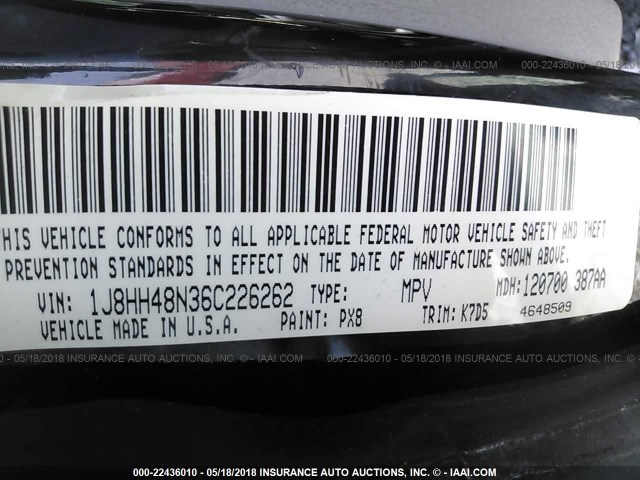 000-22436010 - 05/18/2018 INSURANCE AUTO AUCTIONS, INC. © - IAAI.COM
HIS VEHICLE CONFORMS TO ALL APPLICABLE FEDERAL MOTOR VEHICLE SAFETY AND THEFT
PREVENTION STANDARDS IN EFFECT ON THE DATE OF MANUFACTURE SHOWN ABOVE.
VIN: 1J8HH48N36C226262 TYPE: MPV MDH:120700 387AA
VEHICLE MADE IN U.S.A. PAINT: PX8 TRIM: K7D5 4648509
000-22436010 - 05/18/2018 INSURANCE AUTO AUCTIONS, INC. © - IAAI.COM
000-22436010 - 05/18/2018 INSURANCE AUTO AUCTIONS, INC. © - IAAI.COM